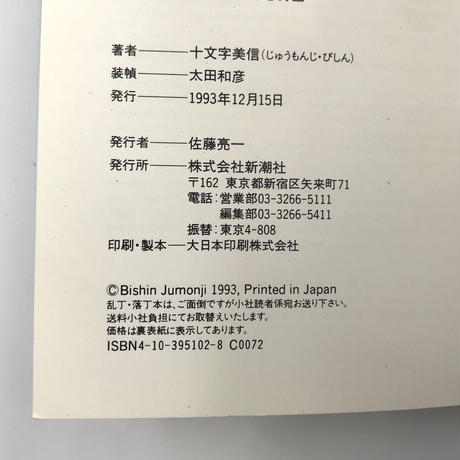 著者―――十文字美信(じゅうもんじ・びしん)
装幀―――太田和彦
発行―――1993年12月15日
発行者―――佐藤亮一
発行所―――株式会社新潮社
〒162 東京都新宿区矢来町71
電話:営業部03-3266-5111
編集部03-3266-5411
振替:東京4-808
印刷・製本―大日本印刷株式会社
©Bishin Jumonji 1993, Printed in Japan
乱丁・落丁本は、ご面倒ですが小社読者係宛お送り下さい。
送料小社負担にてお取替えいたします。
価格は裏表紙に表示してあります。
ISBN4-10-395102-8 C0072